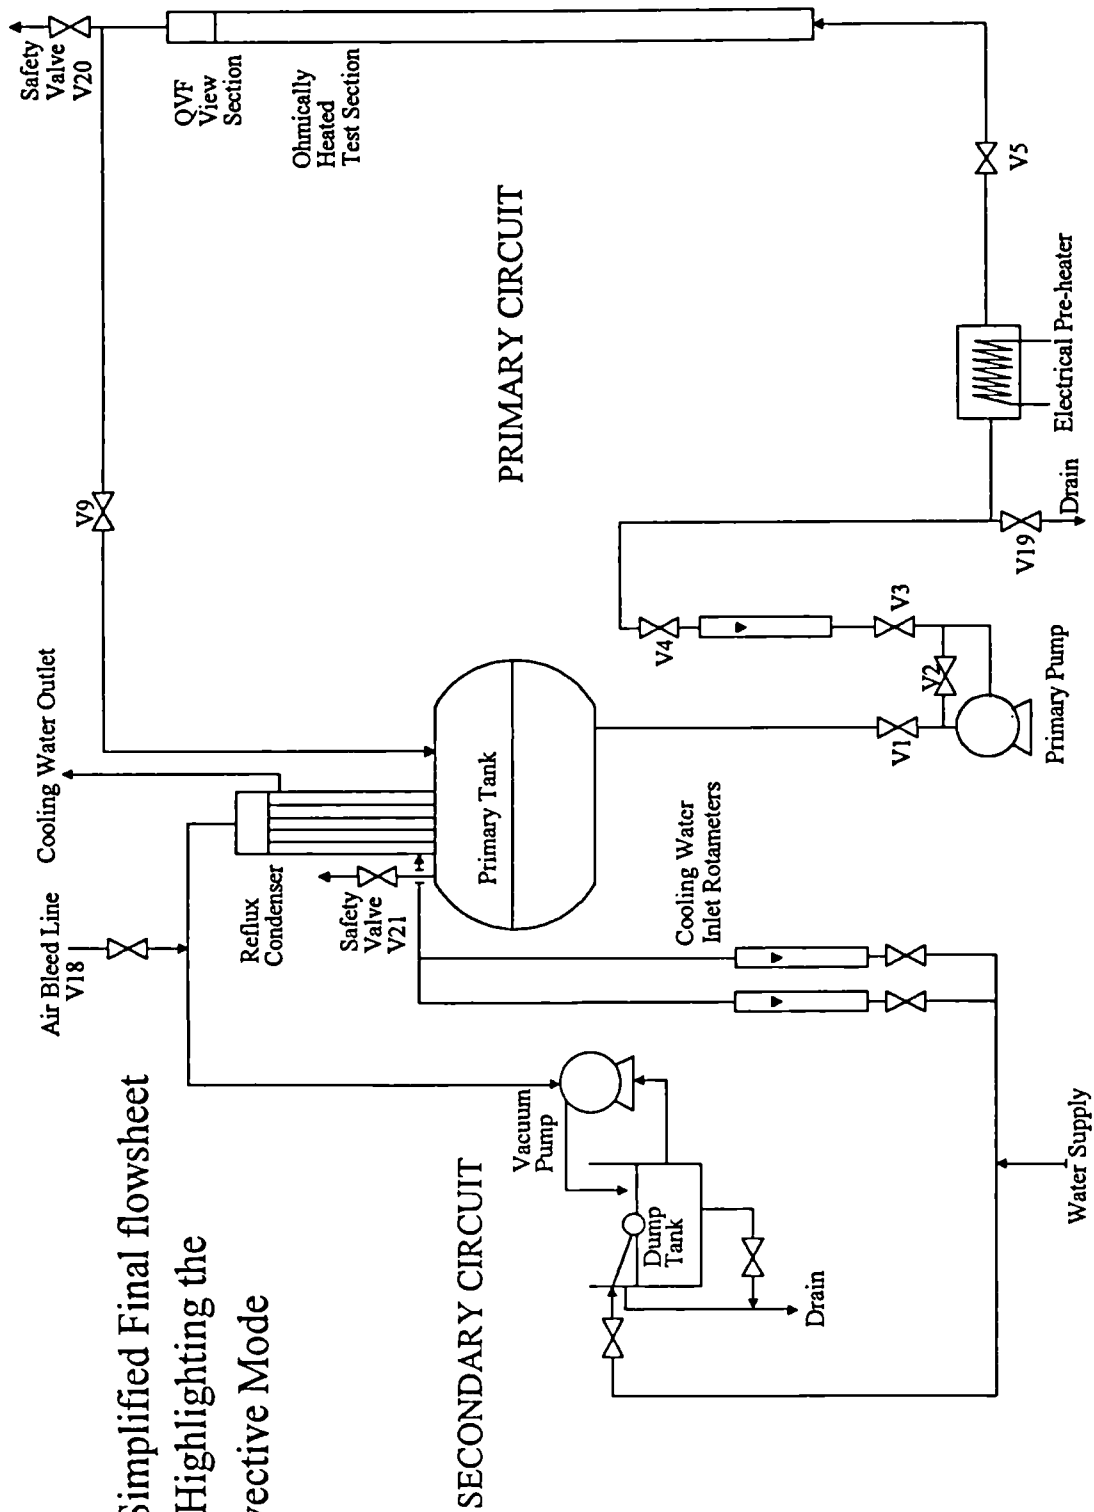 Simplified Final flowsheet
Highlighting the
Mode
SECONDARY CIRCUIT
PRIMARY CIRCUIT
Air Bleed Line
V18
Cooling Water Outlet
V9
Safety
Valve
V20
QVF
View
Section
Ohmically
Heated
Test Section
Reflux
Condenser
Safety
Valve
V21
Primary Tank
Vacuum
Pump
Dump
Tank
Drain
Water Supply
Cooling Water
Inlet Rotameters
V1
V2
V3
V4
Primary Pump
V19
Drain
Electrical Pre-heater
V5